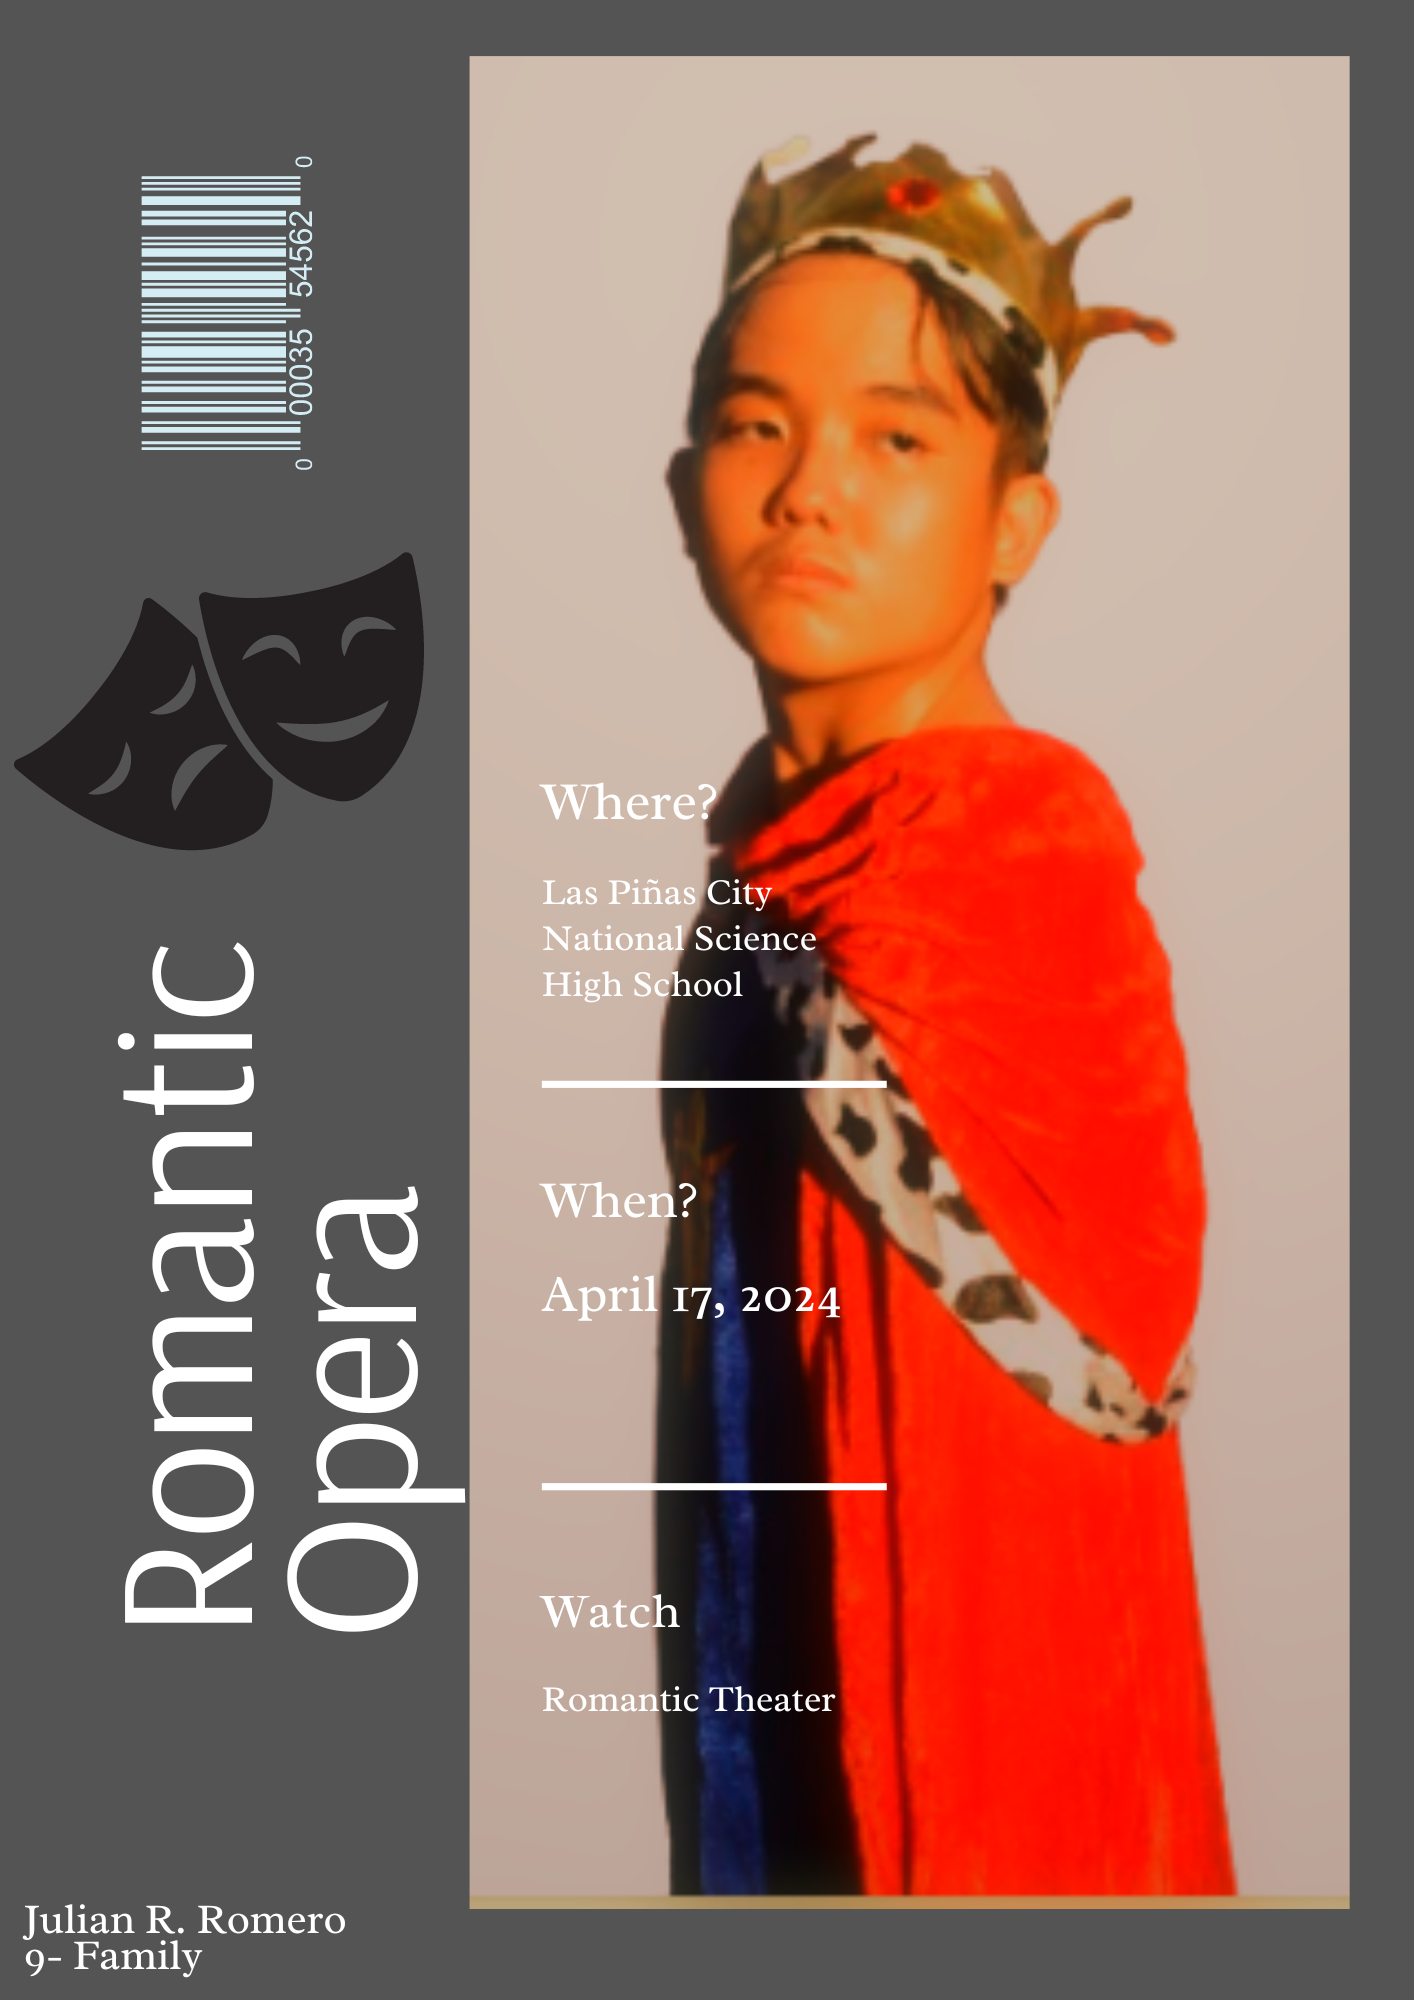 0 00035 54562 0
Romantic
Opera
Where?
Las Piñas City
National Science
High School
When?
April 17, 2024
Watch
Romantic Theater
Julian R. Romero
9- Family